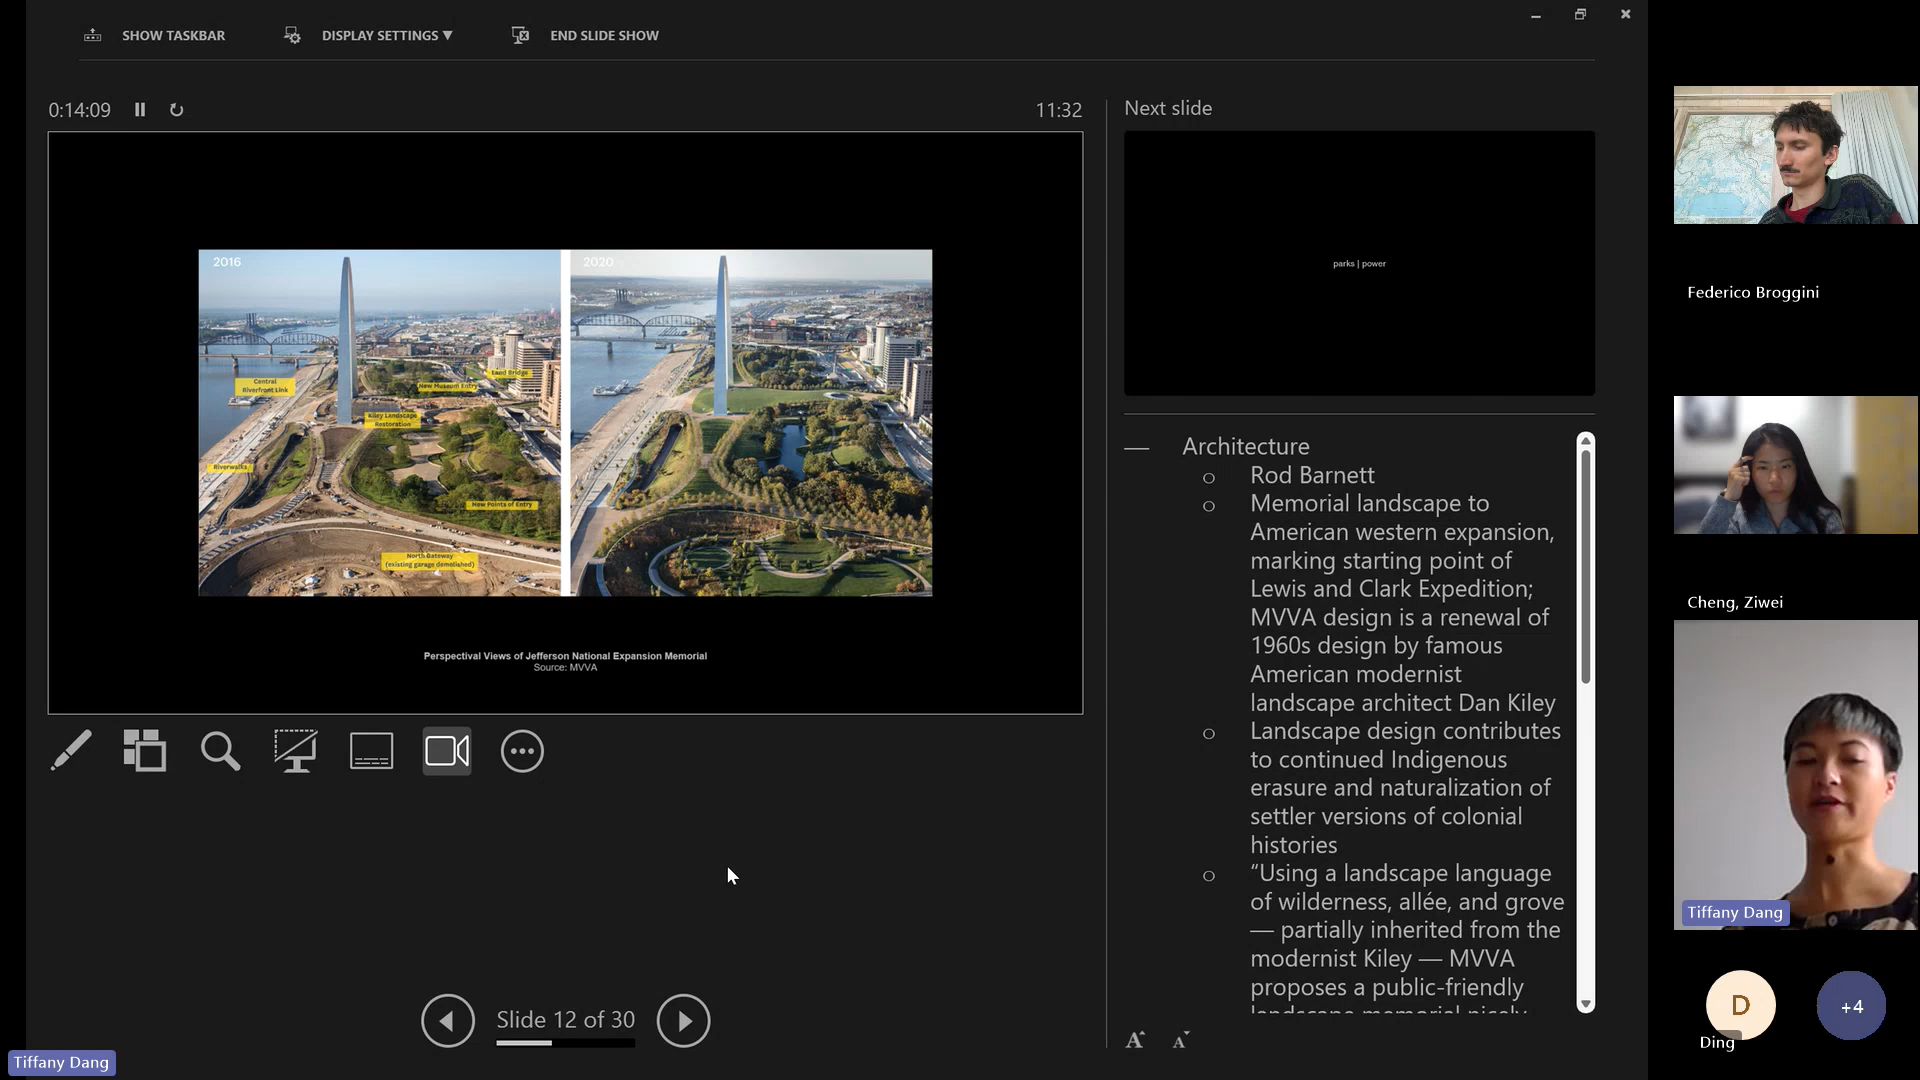 SHOW TASKBAR
DISPLAY SETTINGS ▼
END SLIDE SHOW
0:14:09
11:32
2016
2020
Central
Riverfront Link
New Museum Entry
Land Bridge
Kiley Landscape
Restoration
Riverwalks
New Points of Entry
North Gateway
(existing garage demolished)
Perspectival Views of Jefferson National Expansion Memorial
Source: MVVA
Slide 12 of 30
Tiffany Dang
Next slide
parks | power
— Architecture
o Rod Barnett
o Memorial landscape to
American western expansion,
marking starting point of
Lewis and Clark Expedition;
MVVA design is a renewal of
1960s design by famous
American modernist
landscape architect Dan Kiley
o Landscape design contributes
to continued Indigenous
erasure and naturalization of
settler versions of colonial
histories
o “Using a landscape language
of wilderness, allée, and grove
— partially inherited from the
modernist Kiley — MVVA
proposes a public-friendly
landscape memorial nicely
A A
Federico Broggini
Cheng, Ziwei
Tiffany Dang
D
Ding
+4